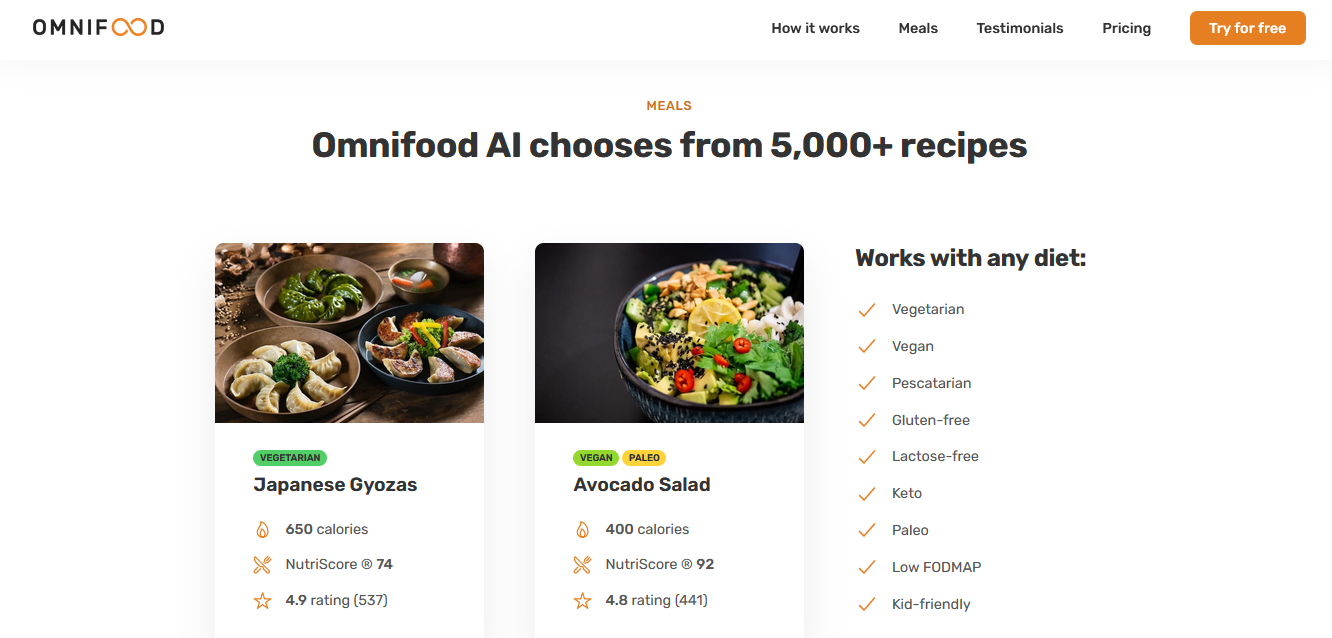 OMNIFOOD
How it works Meals Testimonials Pricing Try for free
MEALS
Omnifood AI chooses from 5,000+ recipes
VEGETARIAN
Japanese Gyozas
650 calories
NutriScore ® 74
4.9 rating (537)
VEGAN PALEO
Avocado Salad
400 calories
NutriScore ® 92
4.8 rating (441)
Works with any diet:
Vegetarian
Vegan
Pescatarian
Gluten-free
Lactose-free
Keto
Paleo
Low FODMAP
Kid-friendly